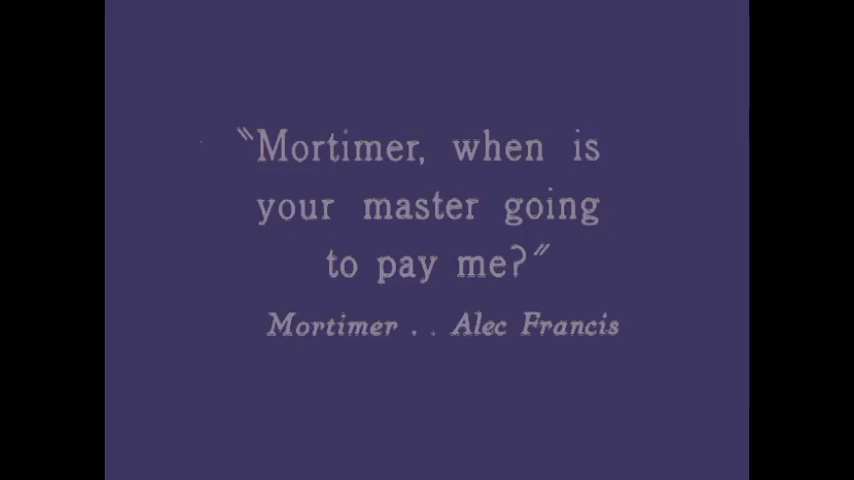 "Mortimer, when is
your master going
to pay me?"
Mortimer . . Alec Francis